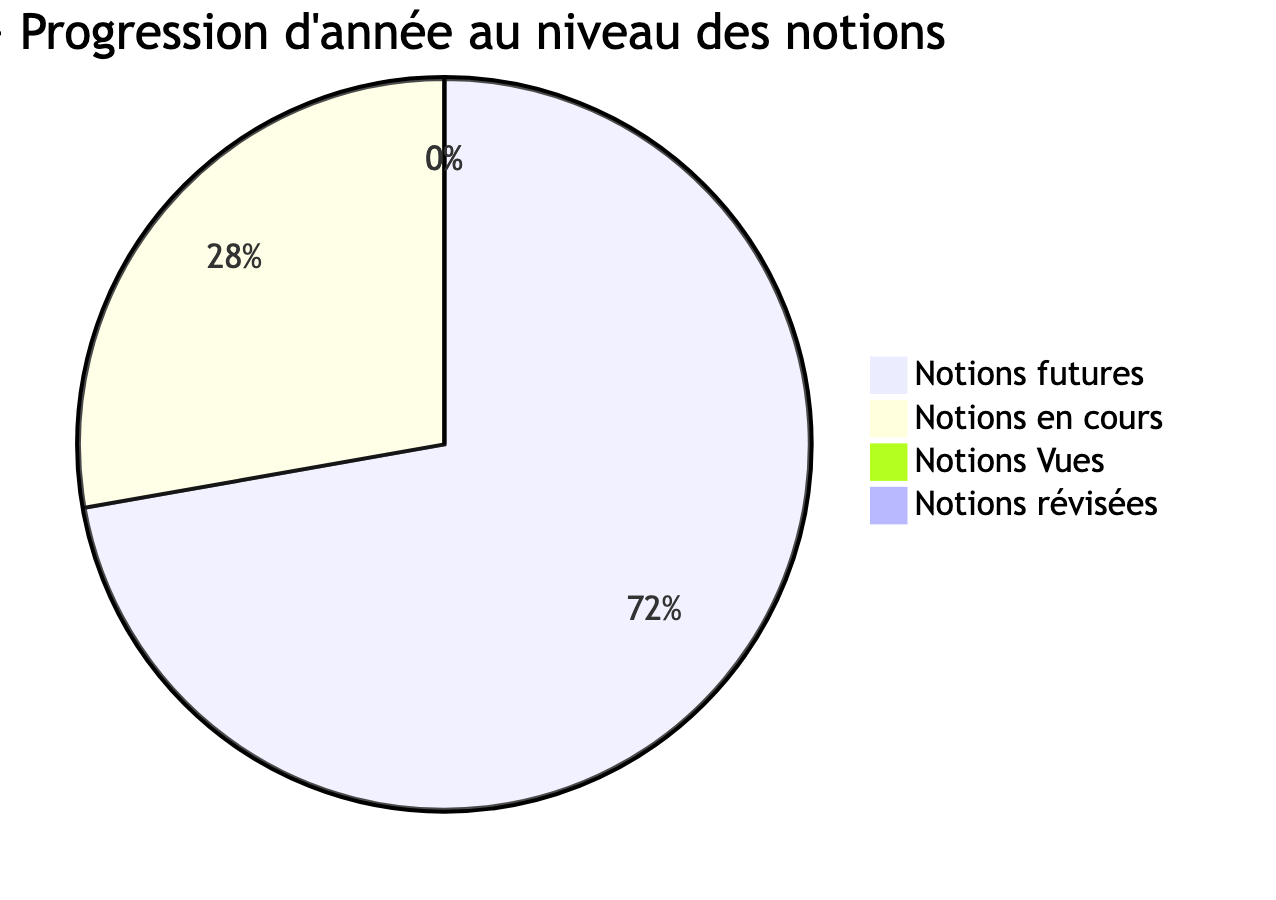 Progression d'année au niveau des notions
0%
28%
72%
Notions futures
Notions en cours
Notions Vues
Notions révisées